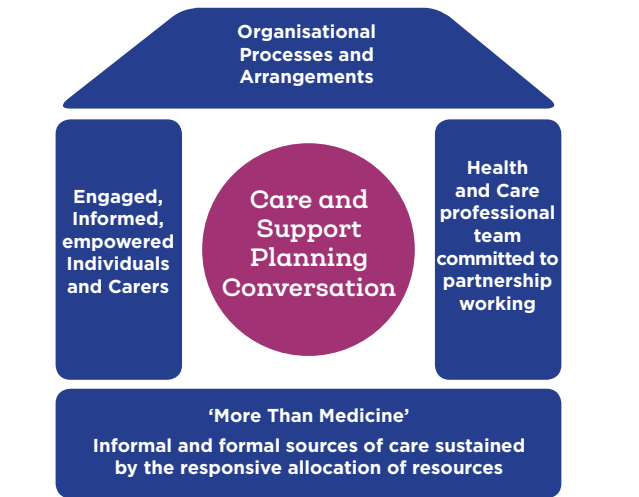 Organisational
Processes and
Arrangements
Engaged,
Informed,
empowered
Individuals
and Carers
Care and
Support
Planning
Conversation
Health
and Care
professional
team
committed to
partnership
working
‘More Than Medicine’
Informal and formal sources of care sustained
by the responsive allocation of resources